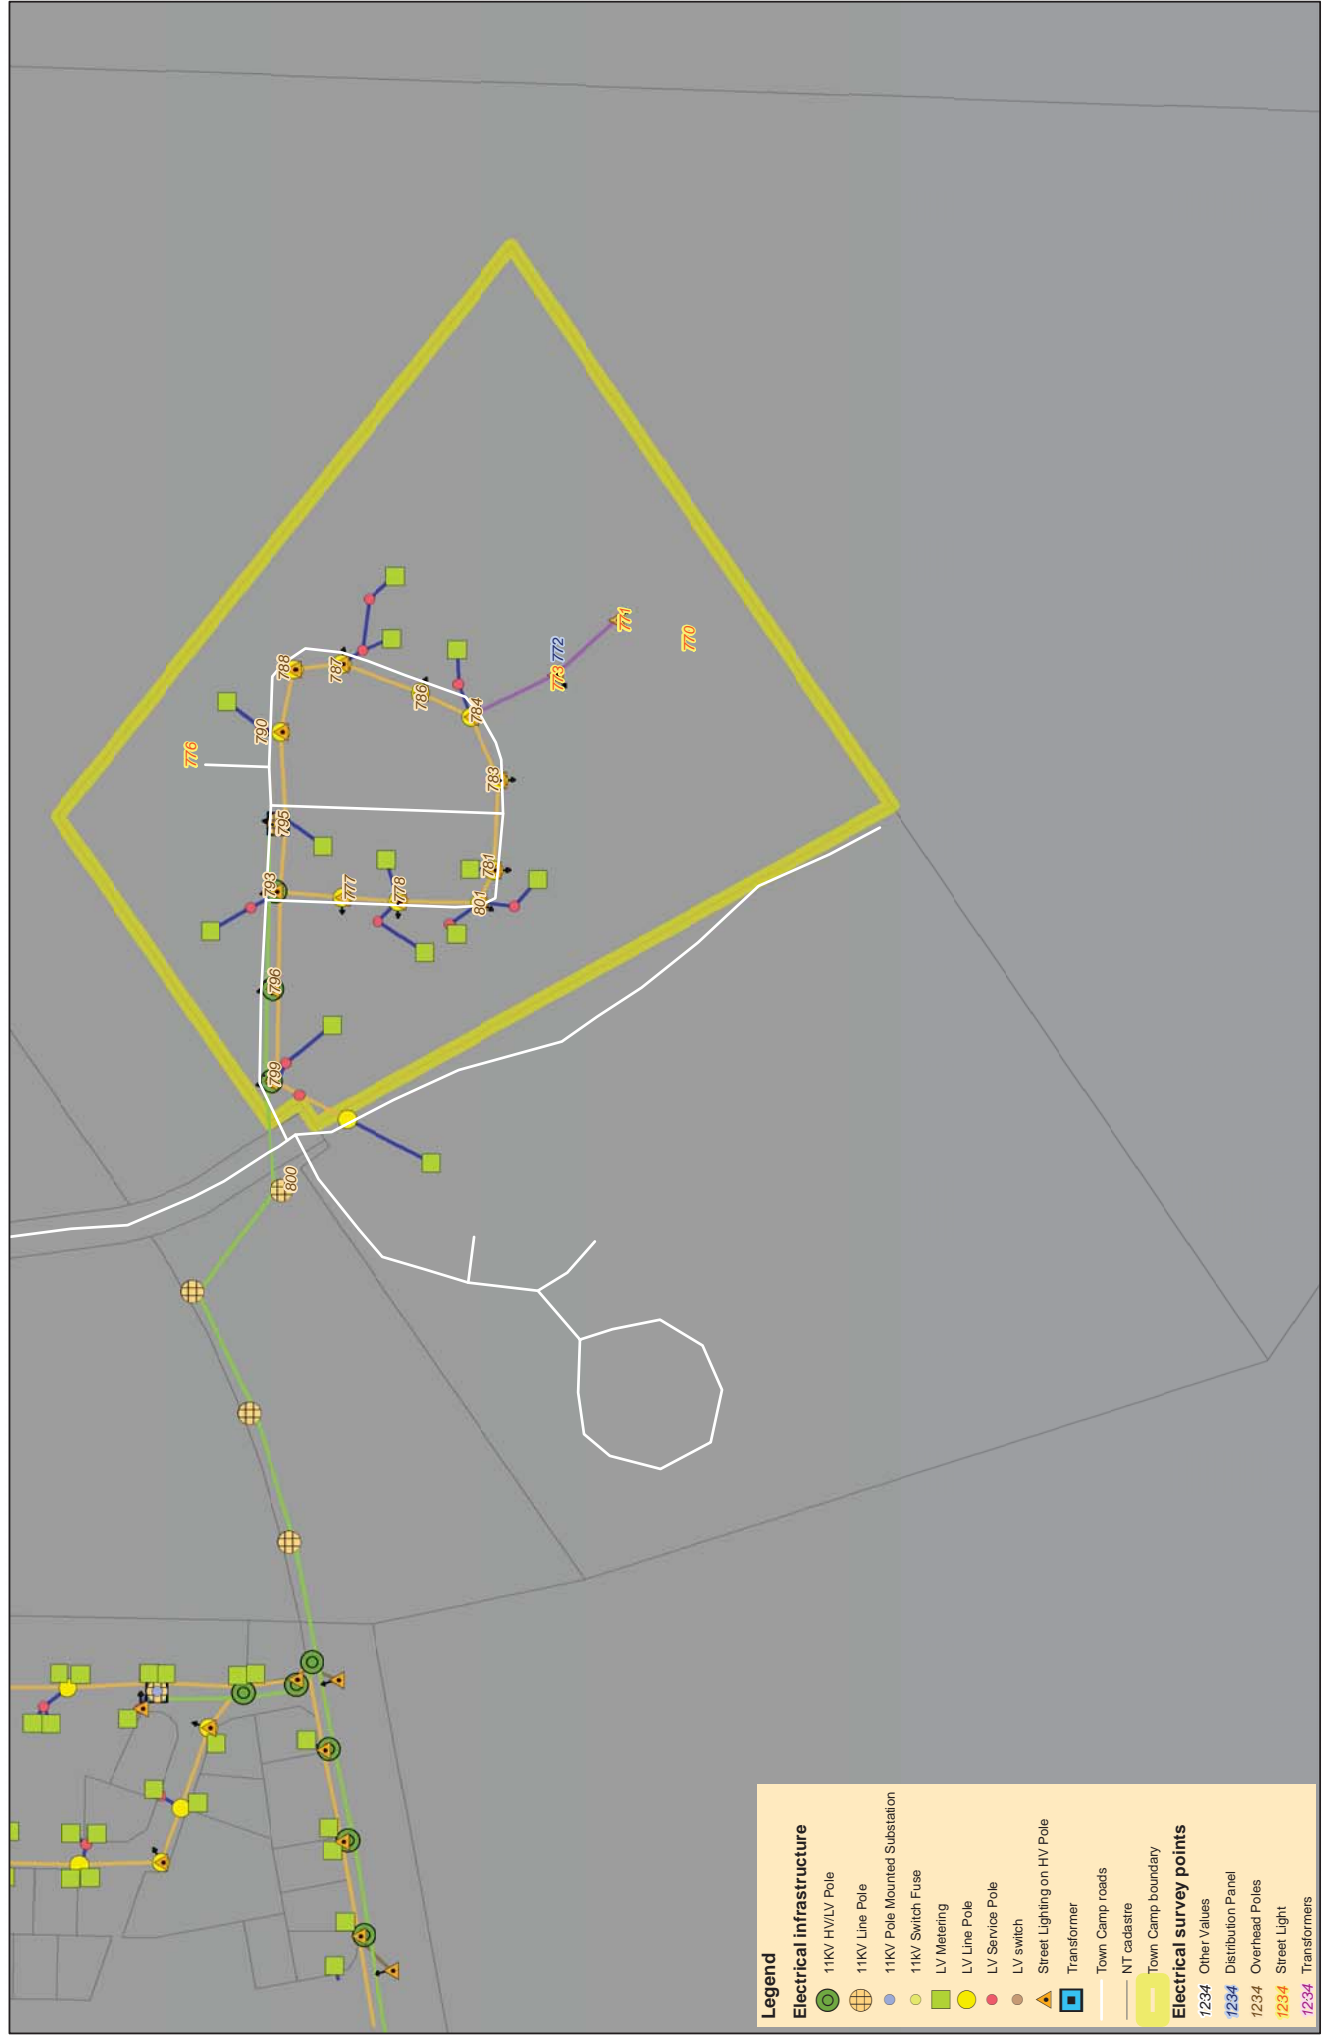 776
790
788
787
786
784
783
795
793
777
778
781
801
796
799
800
773
772
771
770
Legend
Electrical infrastructure
11KV HV/LV Pole
11KV Line Pole
11KV Pole Mounted Substation
11kV Switch Fuse
LV Metering
LV Line Pole
LV Service Pole
LV switch
Street Lighting on HV Pole
Transformer
Town Camp roads
NT cadastre
Town Camp boundary
Electrical survey points
1234 Other Values
1234 Distribution Panel
1234 Overhead Poles
1234 Street Light
1234 Transformers